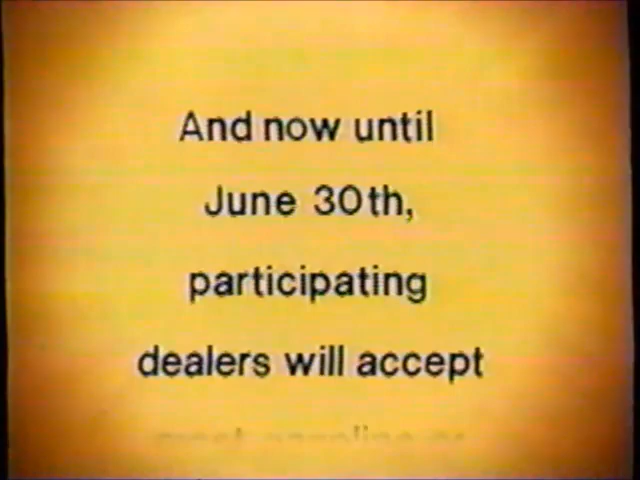 And now until
June 30th,
participating
dealers will accept